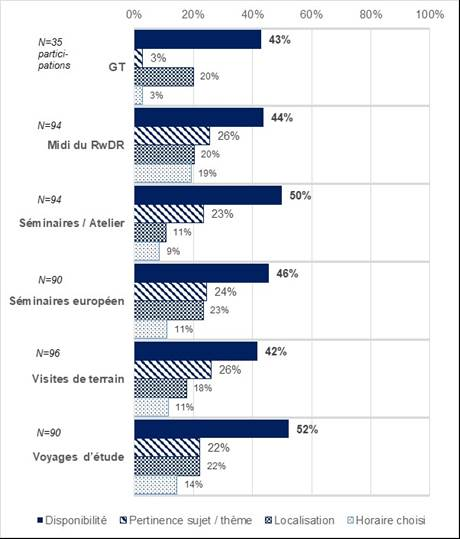 0% 20% 40% 60% 80% 100%
N=35
partici-
pations
GT
43%
3%
20%
3%
N=94
Midi du RwDR
44%
26%
20%
19%
N=94
Séminaires / Atelier
50%
23%
11%
9%
N=90
Séminaires européen
46%
24%
23%
11%
N=96
Visites de terrain
42%
26%
18%
11%
N=90
Voyages d'étude
52%
22%
22%
14%
Disponibilité Pertinence sujet / thème Localisation Horaire choisi